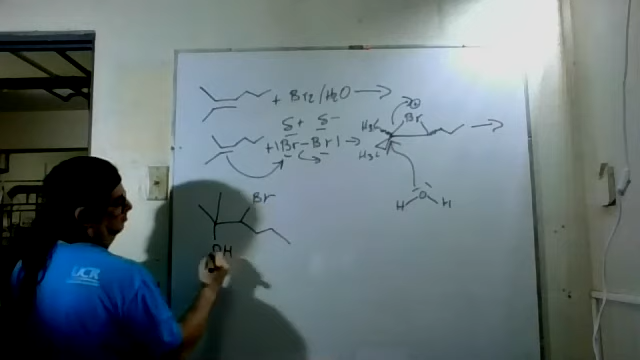 + Br2/H2O
δ+ δ-
+ |Br-Br|
⊕
Br
H3C
H3C
O
H H
Br
OH
UCR